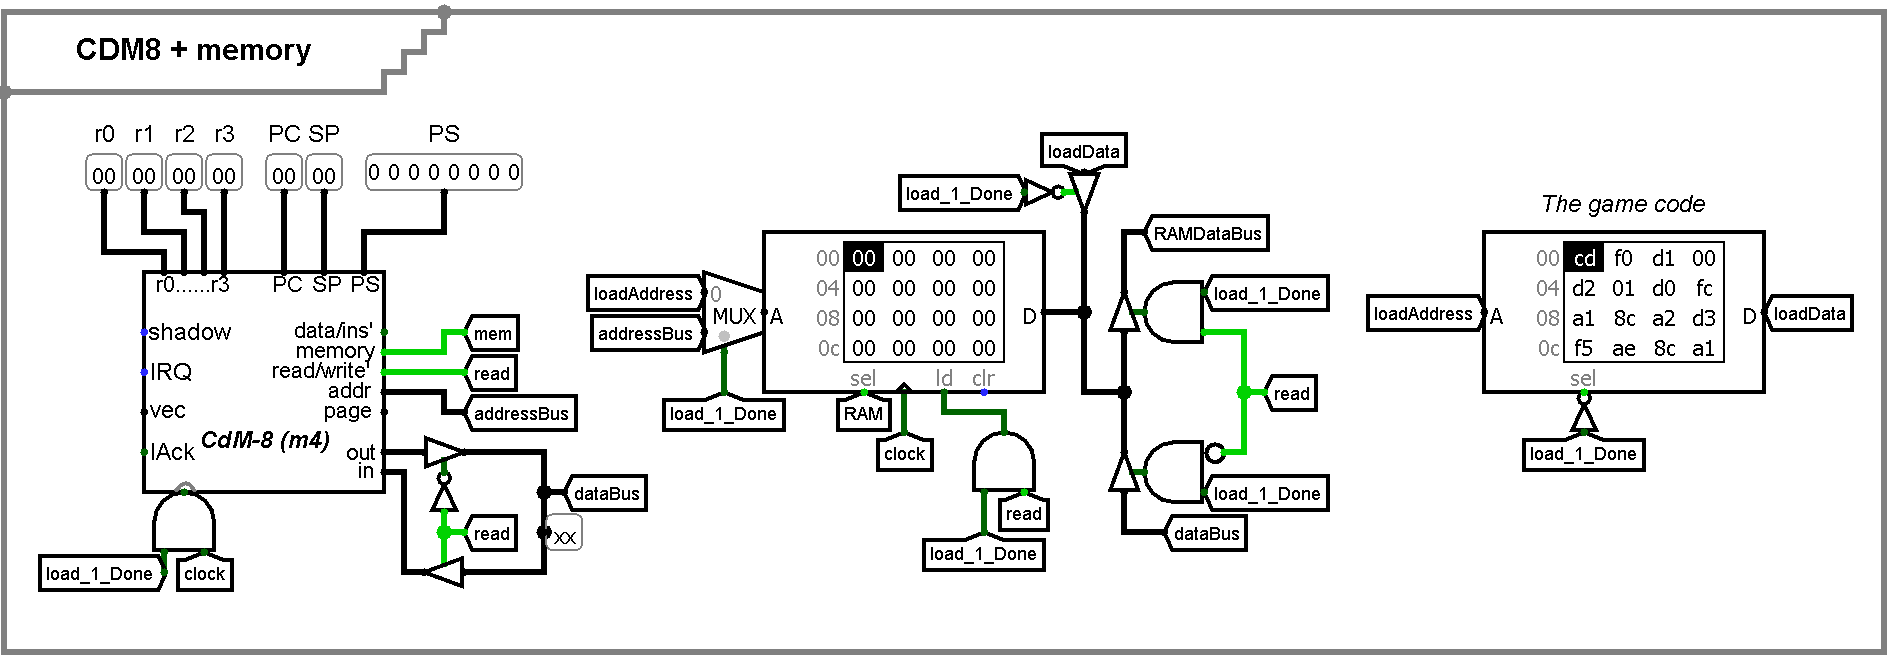 CDM8 + memory
r0 r1 r2 r3 PC SP PS
00 00 00 00 00 00 0 0 0 0 0 0 0 0
r0......r3 PC SP PS
shadow
IRQ
vec
IAck
data/ins'
memory
read/write'
addr
page
out
in
CdM-8 (m4)
mem
read
addressBus
dataBus
read
xx
load_1_Done
clock
loadData
load_1_Done
loadAddress
addressBus
0
MUX
load_1_Done
A
00 00 00 00 00
04 00 00 00 00
08 00 00 00 00
0c 00 00 00 00
D
sel ld clr
RAM
clock
read
load_1_Done
RAMDataBus
load_1_Done
read
load_1_Done
dataBus
The game code
loadAddress
A
00 cd f0 d1 00
04 d2 01 d0 fc
08 a1 8c a2 d3
0c f5 ae 8c a1
D
loadData
sel
load_1_Done